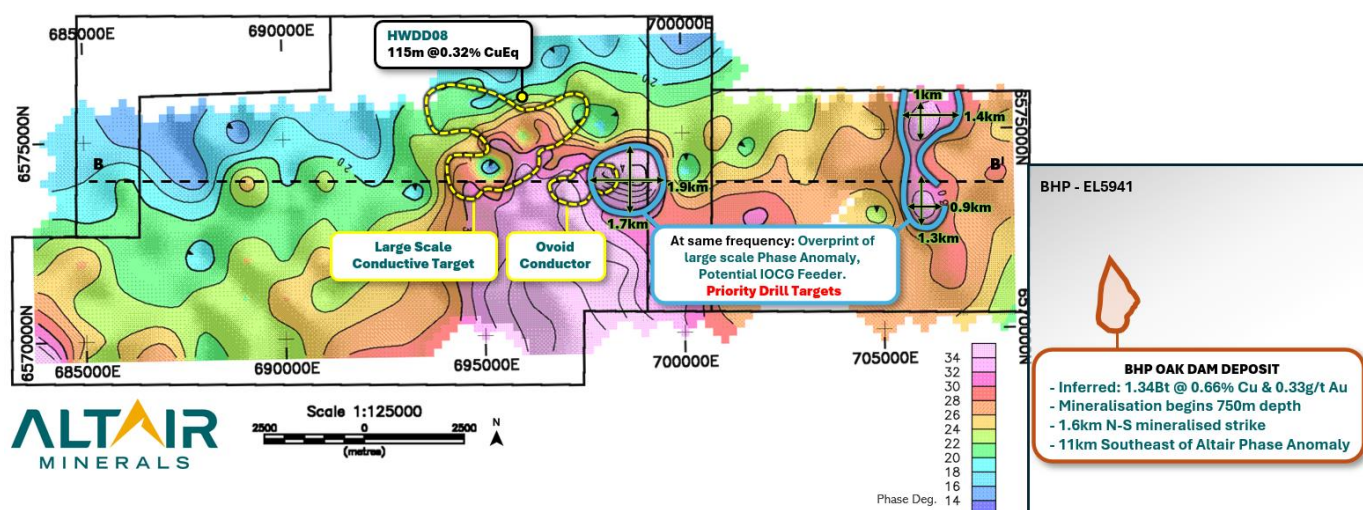 685000E
690000E
700000E
HWDD08
115m @0.32% CuEq
20
6575000N
B
20
1km
1.4km
6575000N
B'
1.9km
1.7km
0.9km
1.3km
Large Scale
Conductive Target
Ovoid
Conductor
At same frequency: Overprint of
large scale Phase Anomaly,
Potential IOCG Feeder.
Priority Drill Targets
BHP - EL5941
6570000N
685000E
690000E
695000E
700000E
705000E
6570000N
BHP OAK DAM DEPOSIT
- Inferred: 1.34Bt @ 0.66% Cu & 0.33g/t Au
- Mineralisation begins 750m depth
- 1.6km N-S mineralised strike
- 11km Southeast of Altair Phase Anomaly
ALTAIR
MINERALS
Scale 1:125000
2500 0 2500
(metres)
N
34
32
30
28
26
24
22
20
18
16
Phase Deg. 14